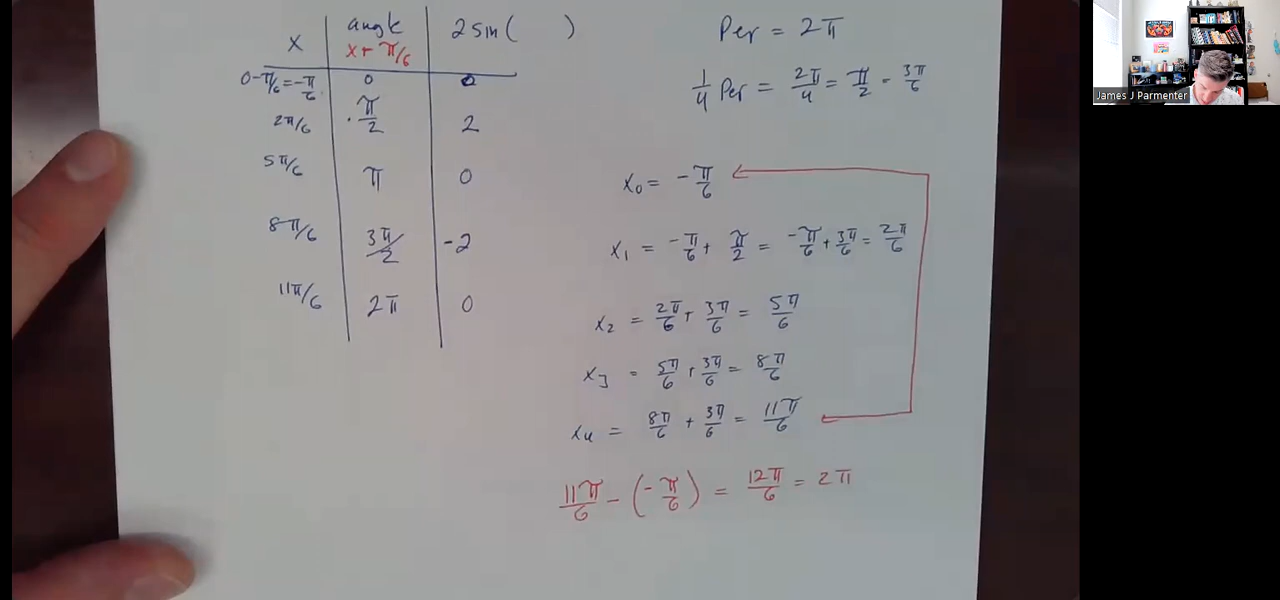 x | angle x + π/6 | 2 sin( )
0 - π/6 = -π/6 | 0 | 0
2π/6 | π/2 | 2
5π/6 | π | 0
8π/6 | 3π/2 | -2
11π/6 | 2π | 0
Per = 2π
1/4 Per = 2π/4 = π/2 = 3π/6
x₀ = -π/6
x₁ = -π/6 + π/2 = -π/6 + 3π/6 = 2π/6
x₂ = 2π/6 + 3π/6 = 5π/6
x₃ = 5π/6 + 3π/6 = 8π/6
x₄ = 8π/6 + 3π/6 = 11π/6
11π/6 - (-π/6) = 12π/6 = 2π
James J Parmenter